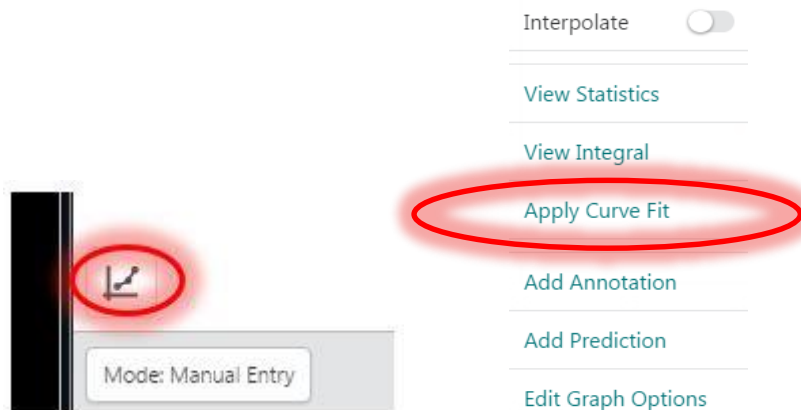 Interpolate
View Statistics
View Integral
Apply Curve Fit
Add Annotation
Add Prediction
Edit Graph Options
Mode: Manual Entry